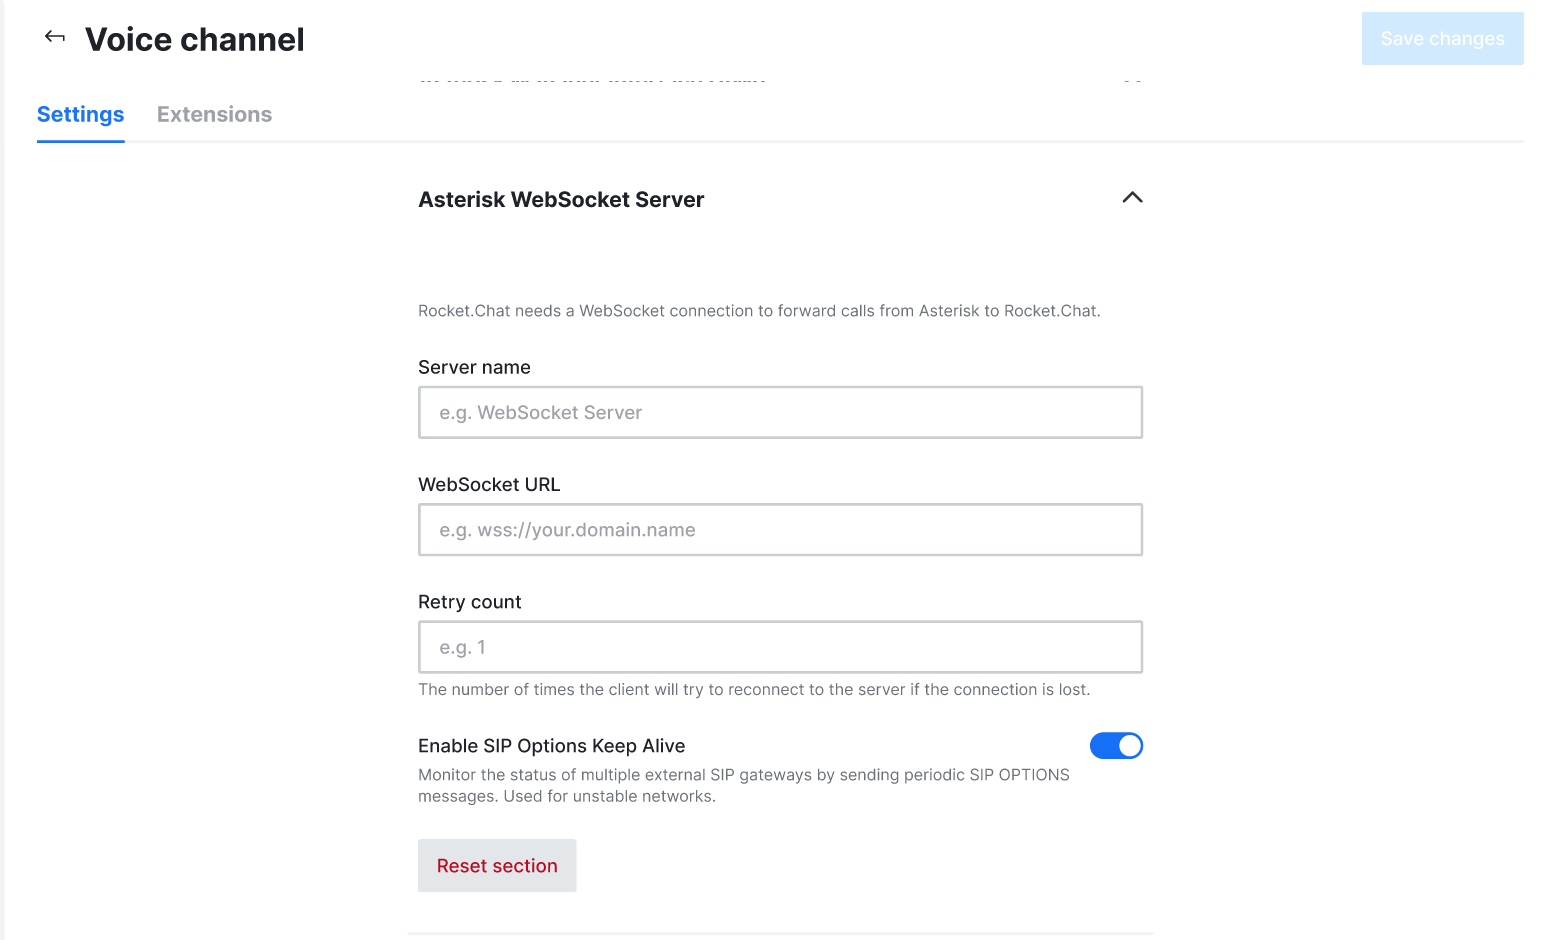 Voice channel
Save changes
Settings
Extensions
Asterisk WebSocket Server
Rocket.Chat needs a WebSocket connection to forward calls from Asterisk to Rocket.Chat.
Server name
e.g. WebSocket Server
WebSocket URL
e.g. wss://your.domain.name
Retry count
e.g. 1
The number of times the client will try to reconnect to the server if the connection is lost.
Enable SIP Options Keep Alive
Monitor the status of multiple external SIP gateways by sending periodic SIP OPTIONS
messages. Used for unstable networks.
Reset section